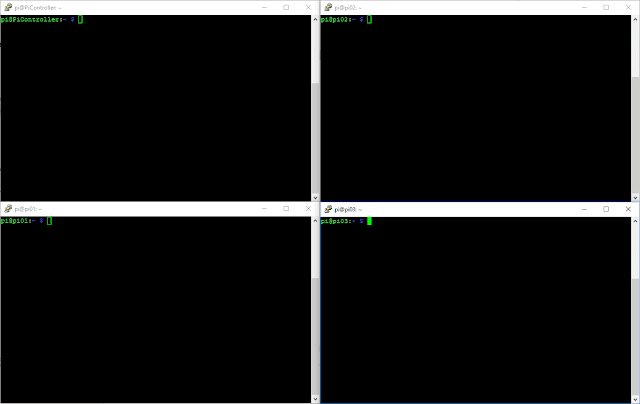 pi@PiController: ~
pi@PiController:~ $
pi@pi02: ~
pi@pi02:~ $
pi@pi01: ~
pi@pi01:~ $
pi@pi03: ~
pi@pi03:~ $